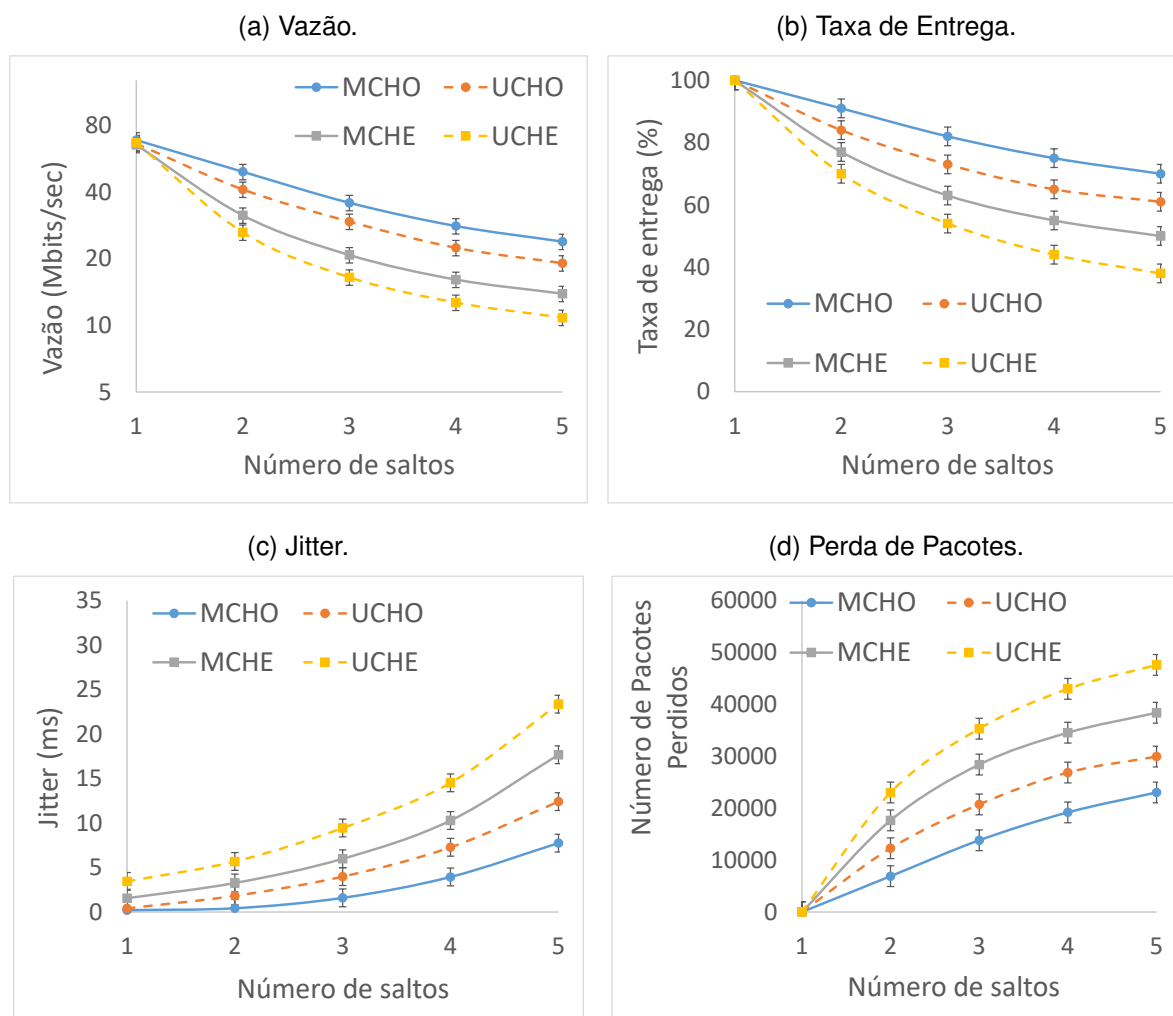 (a) Vazão.
MCHO
UCHO
MCHE
UCHE
80
40
20
10
5
1
2
3
4
5
Vazão (Mbits/sec)
Número de saltos
(b) Taxa de Entrega.
100
80
60
40
20
0
MCHO
UCHO
MCHE
UCHE
1
2
3
4
5
Taxa de entrega (%)
Número de saltos
(c) Jitter.
35
30
25
20
15
10
5
0
MCHO
UCHO
MCHE
UCHE
1
2
3
4
5
Jitter (ms)
Número de saltos
(d) Perda de Pacotes.
60000
50000
40000
30000
20000
10000
0
MCHO
UCHO
MCHE
UCHE
1
2
3
4
5
Número de Pacotes
Perdidos
Número de saltos